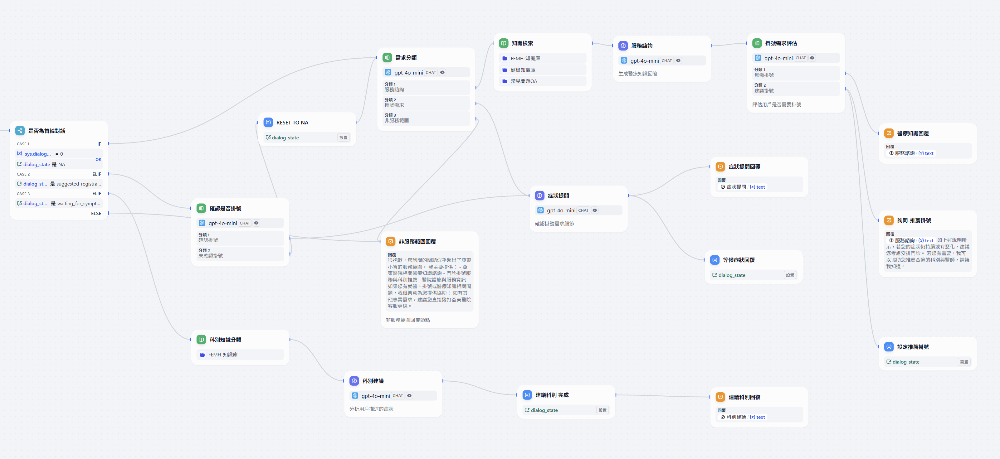 是否為首輪對話
CASE 1 IF
sys.dialog... = 0
OR
dialog_state 是 NA
CASE 2 ELIF
dialog_st... 是 suggested_registra...
CASE 3 ELIF
dialog_st... 是 waiting_for_sympt...
ELSE
RESET TO NA
dialog_state 設置
確認是否掛號
gpt-4o-mini CHAT
分類 1
確認掛號
分類 2
未確認掛號
科別知識分類
FEMH-知識庫
需求分類
gpt-4o-mini CHAT
分類 1
服務諮詢
分類 2
掛號需求
分類 3
非服務範圍
非服務範圍回覆
回覆
很抱歉，您詢問的問題似乎超出了亞東
小智的服務範圍。 我主要提供： - 亞
東醫院相關醫療知識諮詢 - 門診掛號服
務與科別推薦 - 醫院設施與服務資訊
如果您有就醫、掛號或醫療知識相關問
題，我很樂意為您提供協助！ 如有其
他專業需求，建議您直接撥打亞東醫院
客服專線。
非服務範圍回覆節點
科別建議
gpt-4o-mini CHAT
分析用戶描述的症狀
知識檢索
FEMH-知識庫
健檢知識庫
常見問題QA
服務諮詢
gpt-4o-mini CHAT
生成醫療知識回答
症狀提問
gpt-4o-mini CHAT
確認掛號需求細節
建議科別 完成
dialog_state 設置
掛號需求評估
gpt-4o-mini CHAT
分類 1
無需掛號
分類 2
建議掛號
評估用戶是否需要掛號
症狀提問回覆
回覆
症狀提問 / (x) text
等候症狀回覆
dialog_state 設置
建議科別回復
回覆
科別建議 / (x) text
醫療知識回覆
回覆
服務諮詢 / (x) text
詢問-推薦掛號
回覆
服務諮詢 / (x) text 如上述說明所
示，若您的症狀仍持續或有惡化，建議
您考慮安排門診。 若您有需要，我可
以協助您推薦合適的科別與醫師，請讓
我知道。
設定推薦掛號
dialog_state 設置